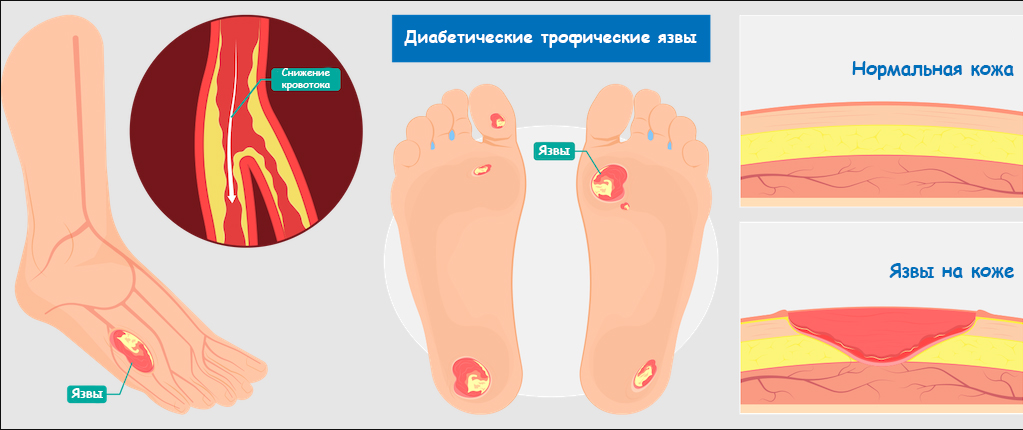 Диабетические трофические язвы
Снижение
кровотока
Язвы
Язвы
Нормальная кожа
Язвы на коже